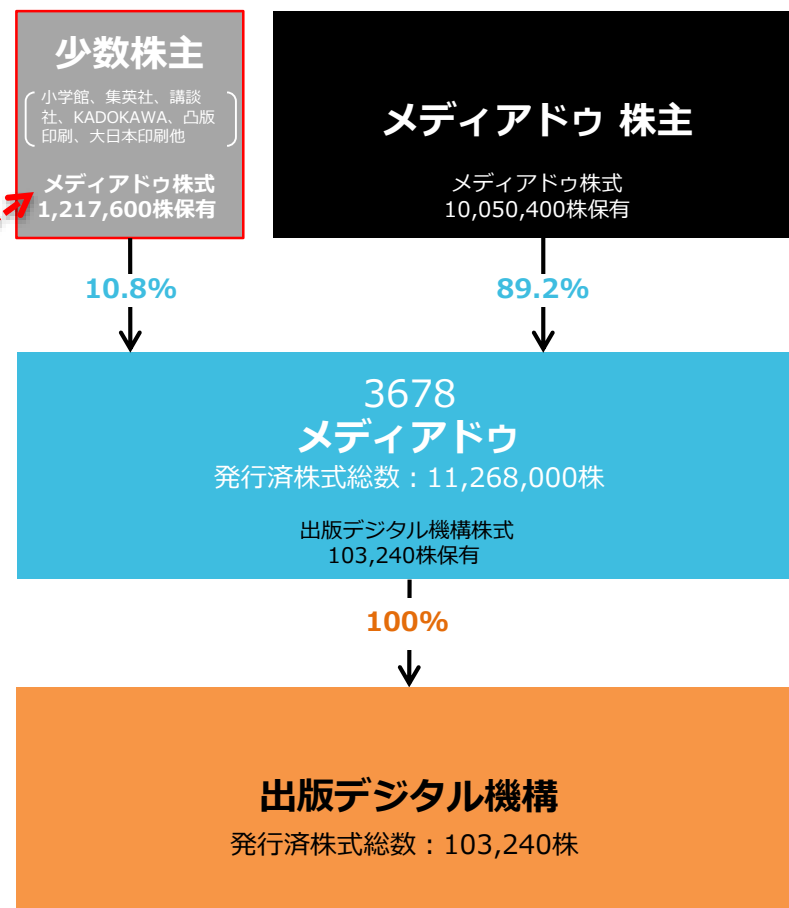 少数株主
小学館、集英社、講談
社、KADOKAWA、凸版
印刷、大日本印刷他
メディアドゥ株式
1,217,600株保有
メディアドゥ 株主
メディアドゥ株式
10,050,400株保有
10.8%
89.2%
3678
メディアドゥ
発行済株式総数：11,268,000株
出版デジタル機構株式
103,240株保有
100%
出版デジタル機構
発行済株式総数：103,240株